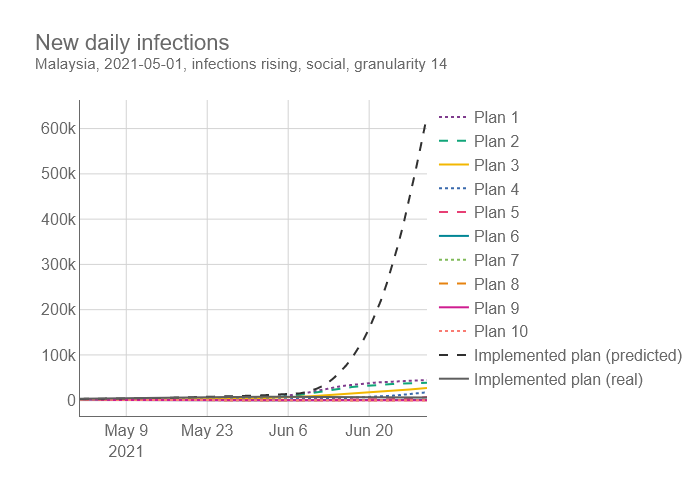 New daily infections
Malaysia, 2021-05-01, infections rising, social, granularity 14
600k
500k
400k
300k
200k
100k
0
May 9
2021
May 23
Jun 6
Jun 20
Plan 1
Plan 2
Plan 3
Plan 4
Plan 5
Plan 6
Plan 7
Plan 8
Plan 9
Plan 10
Implemented plan (predicted)
Implemented plan (real)